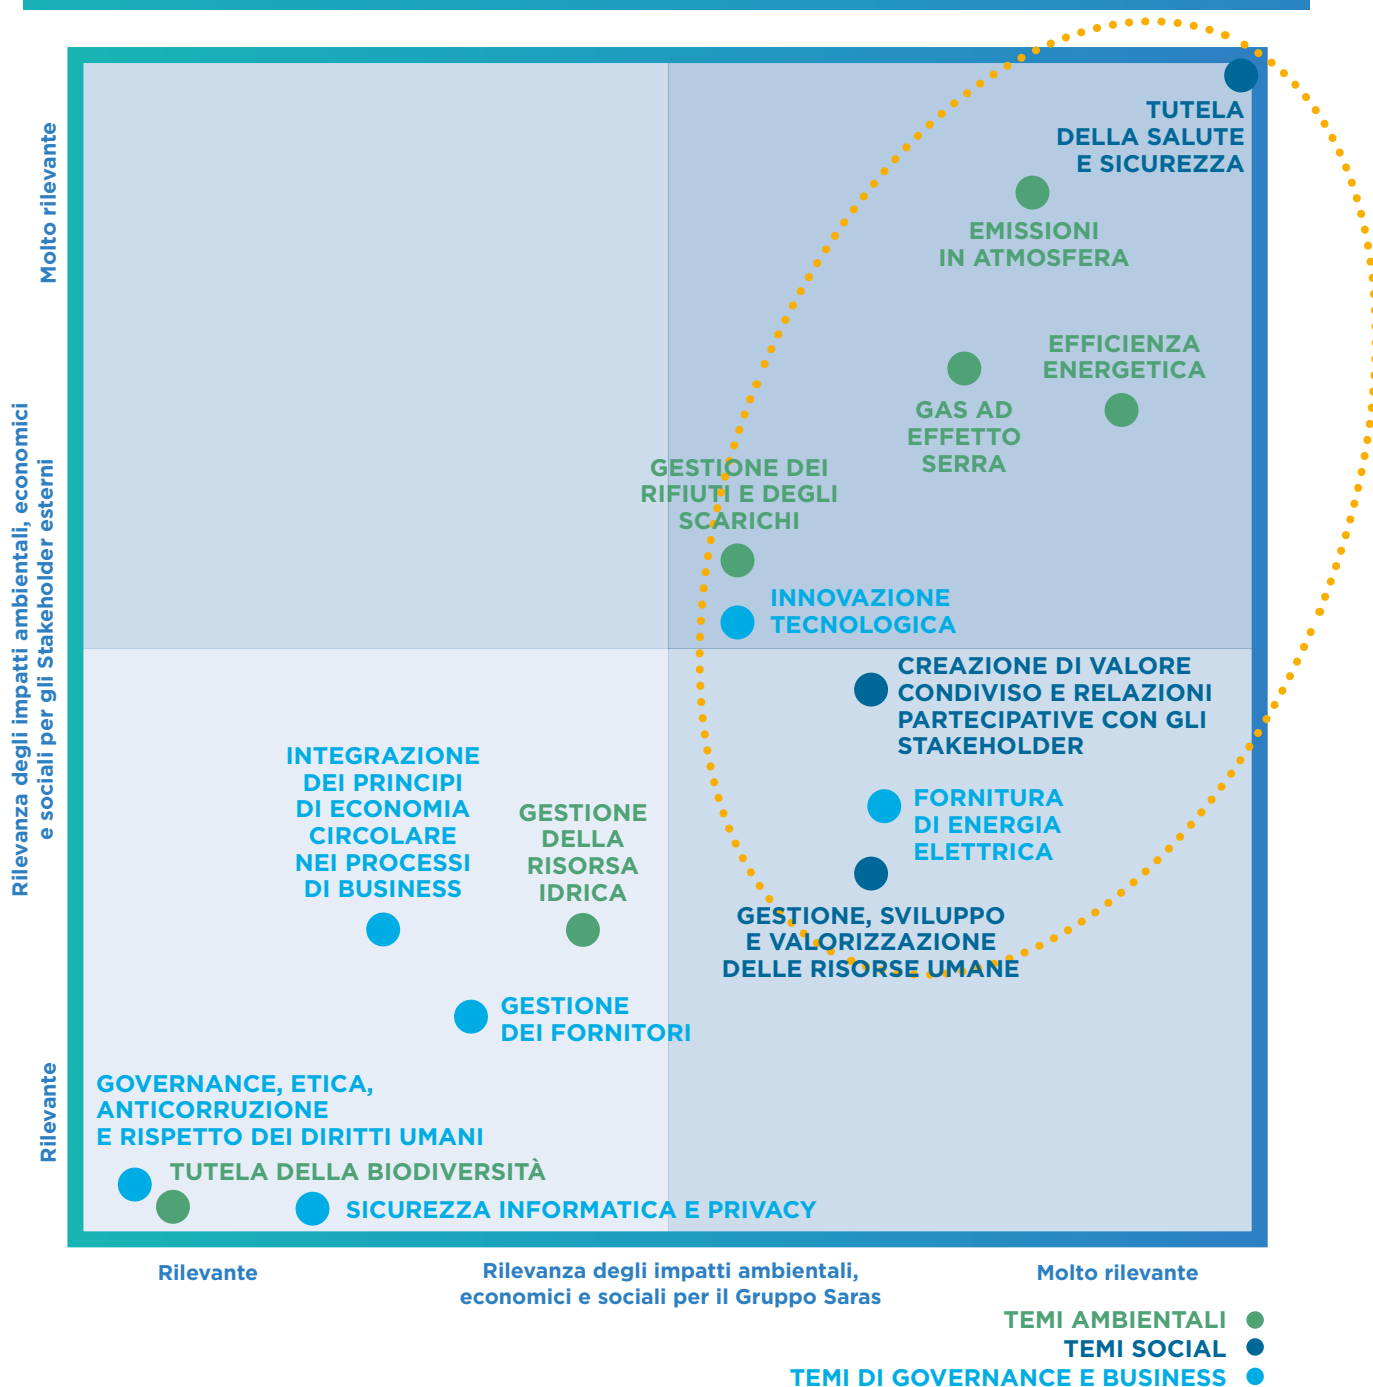 Molto rilevante
Rilevanza degli impatti ambientali, economici
e sociali per gli Stakeholder esterni
Rilevante
TUTELA
DELLA SALUTE
E SICUREZZA
EMISSIONI
IN ATMOSFERA
EFFICIENZA
ENERGETICA
GAS AD
EFFETTO
SERRA
GESTIONE DEI
RIFIUTI E DEGLI
SCARICHI
INNOVAZIONE
TECNOLOGICA
CREAZIONE DI VALORE
CONDIVISO E RELAZIONI
PARTECIPATIVE CON GLI
STAKEHOLDER
INTEGRAZIONE
DEI PRINCIPI
DI ECONOMIA
CIRCOLARE
NEI PROCESSI
DI BUSINESS
GESTIONE
DELLA
RISORSA
IDRICA
FORNITURA
DI ENERGIA
ELETTRICA
GESTIONE, SVILUPPO
E VALORIZZAZIONE
DELLE RISORSE UMANE
GESTIONE
DEI FORNITORI
GOVERNANCE, ETICA,
ANTICORRUZIONE
E RISPETTO DEI DIRITTI UMANI
TUTELA DELLA BIODIVERSITÀ
SICUREZZA INFORMATICA E PRIVACY
Rilevante
Rilevanza degli impatti ambientali,
economici e sociali per il Gruppo Saras
Molto rilevante
TEMI AMBIENTALI
TEMI SOCIAL
TEMI DI GOVERNANCE E BUSINESS